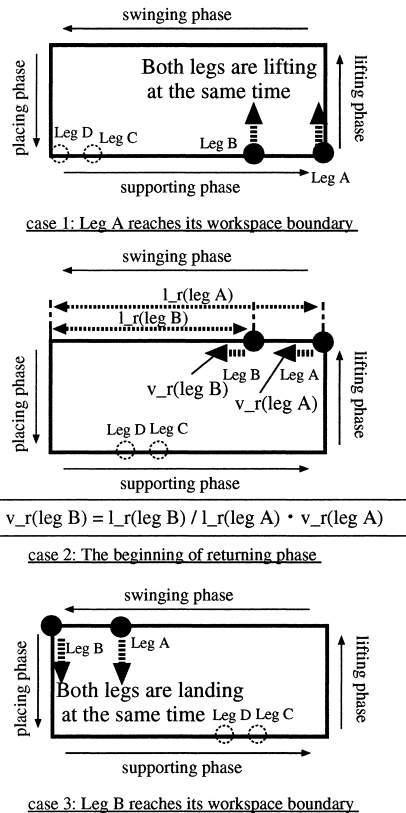 swinging phase
placing phase
Both legs are lifting
at the same time
lifting phase
Leg D
Leg C
Leg B
Leg A
supporting phase
case 1: Leg A reaches its workspace boundary
swinging phase
l_r(leg A)
l_r(leg B)
placing phase
Leg B
Leg A
v_r(leg B)
v_r(leg A)
lifting phase
Leg D
Leg C
supporting phase
v_r(leg B) = l_r(leg B) / l_r(leg A) • v_r(leg A)
case 2: The beginning of returning phase
swinging phase
placing phase
Leg B
Leg A
lifting phase
Both legs are landing
at the same time
Leg D
Leg C
supporting phase
case 3: Leg B reaches its workspace boundary